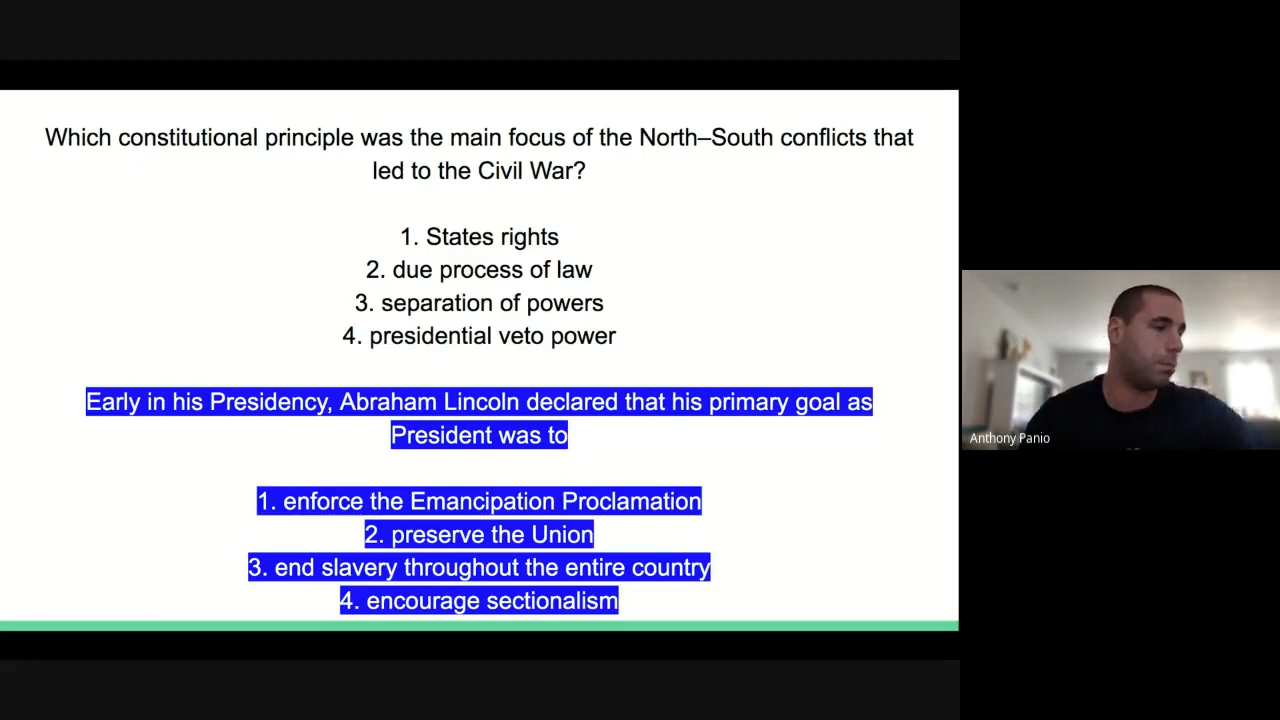 Which constitutional principle was the main focus of the North–South conflicts that
led to the Civil War?
1. States rights
2. due process of law
3. separation of powers
4. presidential veto power
Early in his Presidency, Abraham Lincoln declared that his primary goal as
President was to
1. enforce the Emancipation Proclamation
2. preserve the Union
3. end slavery throughout the entire country
4. encourage sectionalism
Anthony Panio